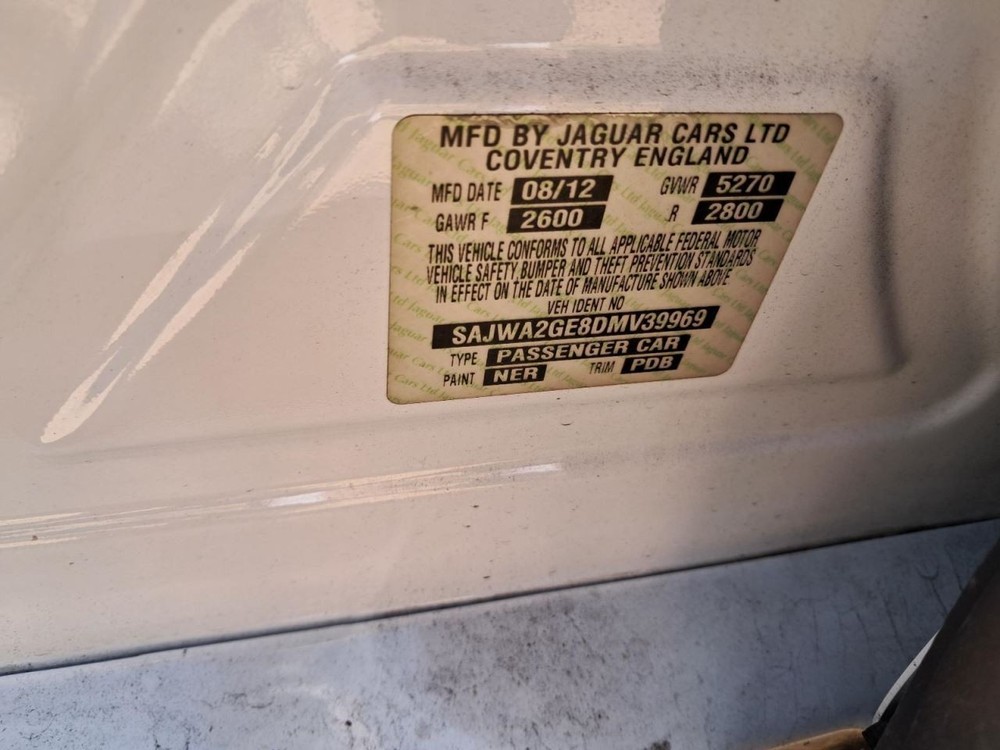 MFD BY JAGUAR CARS LTD
COVENTRY ENGLAND
MFD DATE 08/12 GVWR 5270
GAWR F 2600 R 2800
THIS VEHICLE CONFORMS TO ALL APPLICABLE FEDERAL MOTOR
VEHICLE SAFETY, BUMPER AND THEFT PREVENTION STANDARDS
IN EFFECT ON THE DATE OF MANUFACTURE SHOWN ABOVE
VEH IDENT NO
SAJWA2GE8DMV39969
TYPE PASSENGER CAR
PAINT NER TRIM PDB